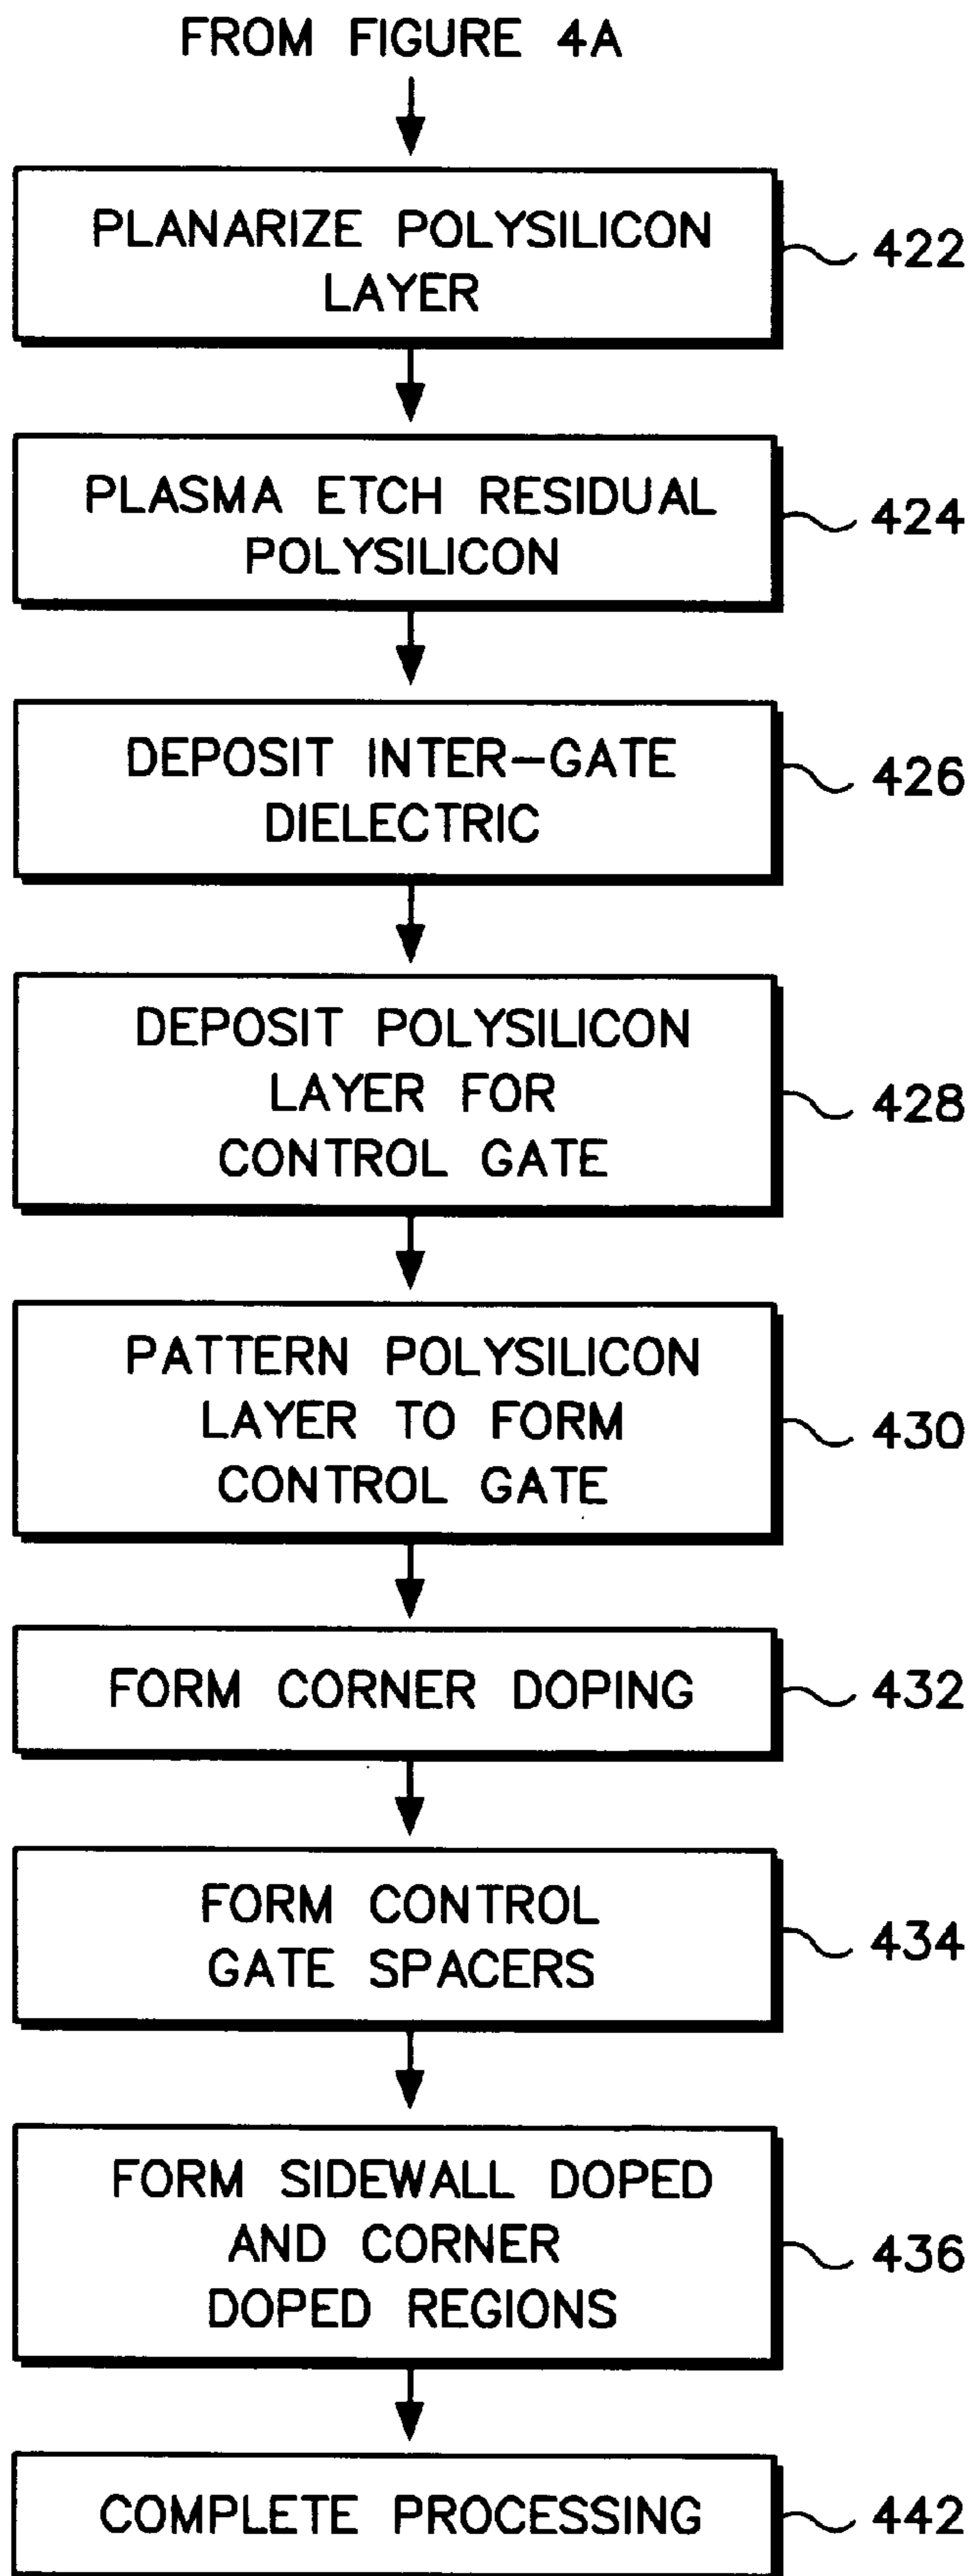 FROM FIGURE 4A
PLANARIZE POLYSILICON
LAYER
422
PLASMA ETCH RESIDUAL
POLYSILICON
424
DEPOSIT INTER-GATE
DIELECTRIC
426
DEPOSIT POLYSILICON
LAYER FOR
CONTROL GATE
428
PATTERN POLYSILICON
LAYER TO FORM
CONTROL GATE
430
FORM CORNER DOPING
432
FORM CONTROL
GATE SPACERS
434
FORM SIDEWALL DOPED
AND CORNER
DOPED REGIONS
436
COMPLETE PROCESSING
442